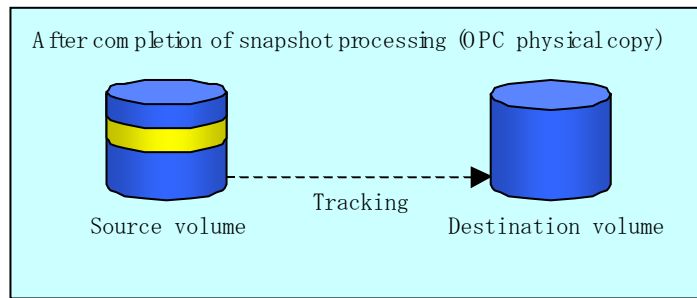 After completion of snapshot processing (OPC physical copy)
Tracking
Source volume
Destination volume